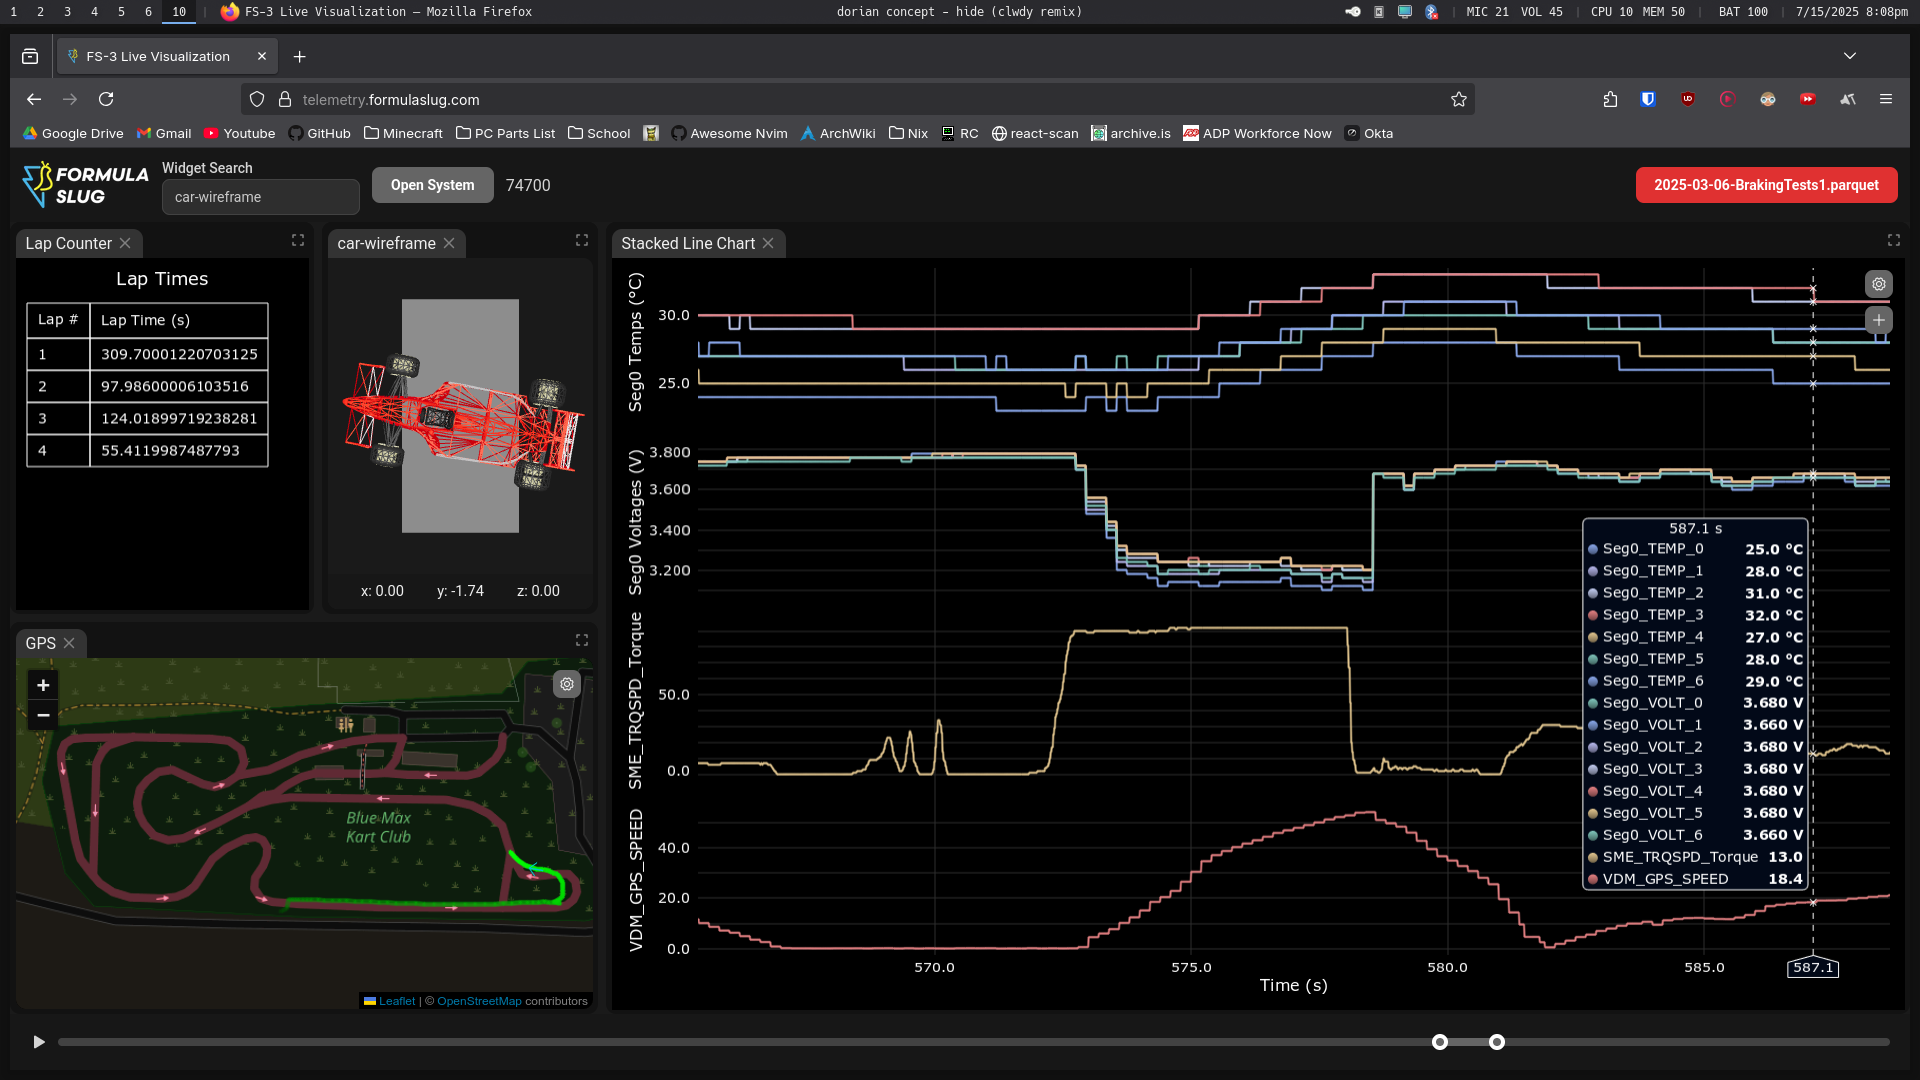 1 2 3 4 5 6 10 FS-3 Live Visualization — Mozilla Firefox dorian concept - hide (clwdy remix) MIC 21 VOL 45 CPU 10 MEM 50 BAT 100 7/15/2025 8:08pm
FS-3 Live Visualization
telemetry.formulaslug.com
Google Drive Gmail Youtube GitHub Minecraft PC Parts List School Awesome Nvim ArchWiki Nix RC react-scan archive.is ADP Workforce Now Okta
FORMULA
SLUG
Widget Search
car-wireframe
Open System
74700
2025-03-06-BrakingTests1.parquet
Lap Counter
Lap Times
Lap # Lap Time (s)
1 309.70001220703125
2 97.98600006103516
3 124.01899719238281
4 55.4119987487793
car-wireframe
x: 0.00 y: -1.74 z: 0.00
GPS
+
−
Blue Max
Kart Club
Leaflet | © OpenStreetMap contributors
Stacked Line Chart
Seg0 Temps (°C)
30.0
25.0
Seg0 Voltages (V)
3.800
3.600
3.400
3.200
SME_TRQSPD_Torque
50.0
0.0
VDM_GPS_SPEED
40.0
20.0
0.0
587.1 s
Seg0_TEMP_0 25.0 °C
Seg0_TEMP_1 28.0 °C
Seg0_TEMP_2 31.0 °C
Seg0_TEMP_3 32.0 °C
Seg0_TEMP_4 27.0 °C
Seg0_TEMP_5 28.0 °C
Seg0_TEMP_6 29.0 °C
Seg0_VOLT_0 3.680 V
Seg0_VOLT_1 3.660 V
Seg0_VOLT_2 3.680 V
Seg0_VOLT_3 3.680 V
Seg0_VOLT_4 3.680 V
Seg0_VOLT_5 3.680 V
Seg0_VOLT_6 3.660 V
SME_TRQSPD_Torque 13.0
VDM_GPS_SPEED 18.4
570.0 575.0 580.0 585.0 587.1
Time (s)